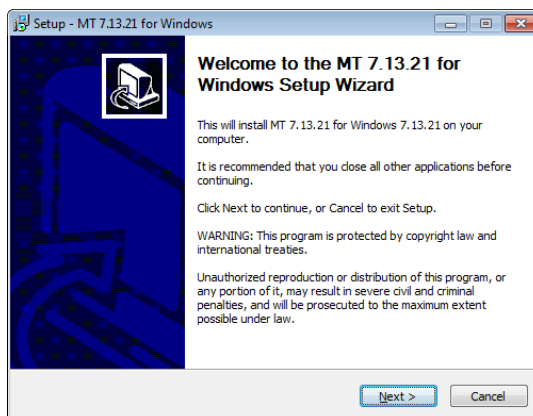 Setup - MT 7.13.21 for Windows
Welcome to the MT 7.13.21 for
Windows Setup Wizard
This will install MT 7.13.21 for Windows 7.13.21 on your
computer.
It is recommended that you close all other applications before
continuing.
Click Next to continue, or Cancel to exit Setup.
WARNING: This program is protected by copyright law and
international treaties.
Unauthorized reproduction or distribution of this program, or
any portion of it, may result in severe civil and criminal
penalties, and will be prosecuted to the maximum extent
possible under law.
Next >
Cancel